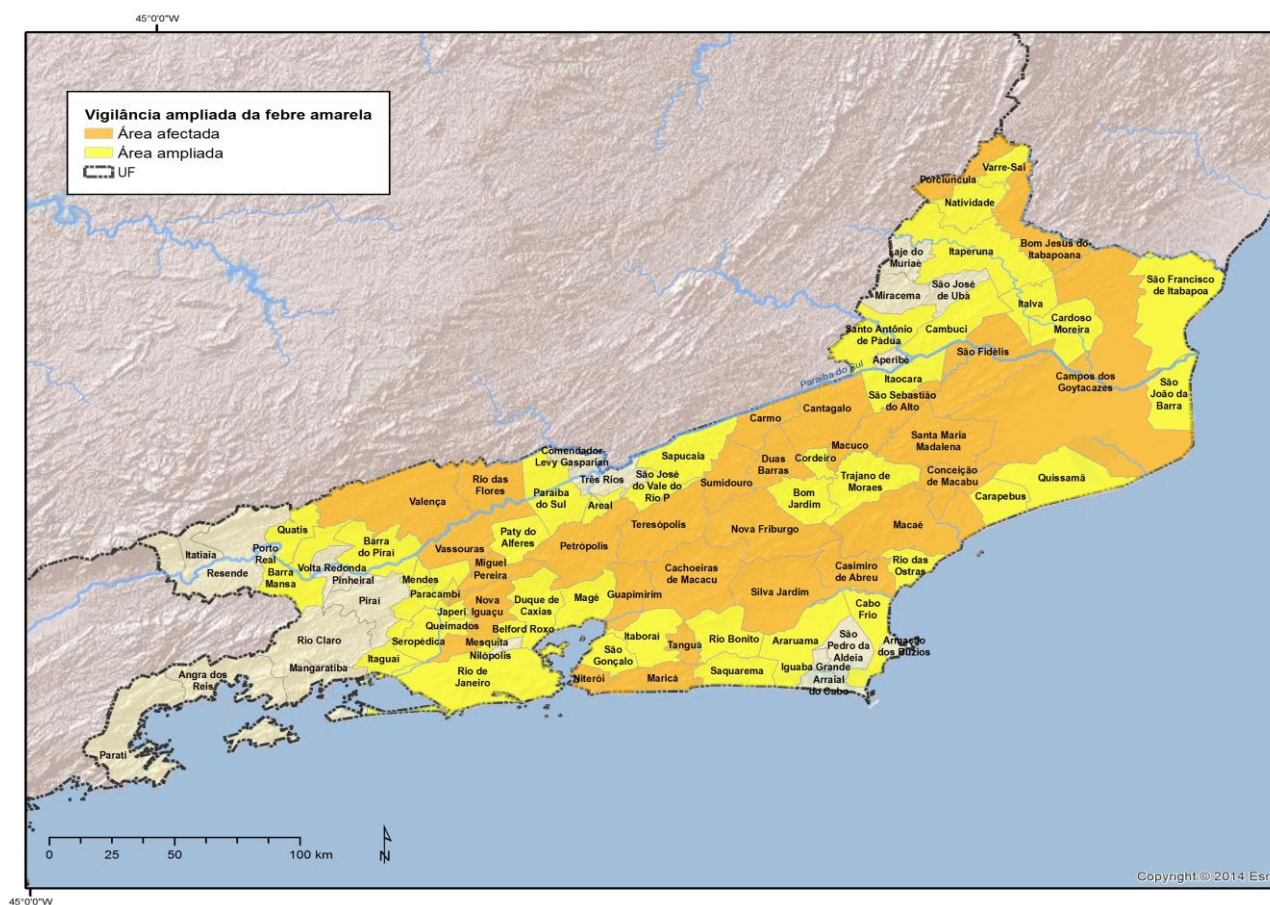 45°0'0"W
Vigilância ampliada da febre amarela
Área afectada
Área ampliada
UF
Varre-Sai
Porciúncula
Natividade
Bom Jesus do
Itabapoana
Itaperuna
Laje do
Muriaé
São Francisco
de Itabapoa
São José
de Ubá
Miracema
Italva
Cardoso
Moreira
Santo Antônio
de Pádua
Cambuci
São Fidélis
Aperibé
Paraíba do Sul
Itaocara
Campos dos
Goytacazes
São
João da
Barra
São Sebastião
do Alto
Cantagalo
Carmo
Macuco
Santa Maria
Madalena
Comendador
Levy Gasparian
Sapucaia
Duas
Barras
Cordeiro
Rio das
Flores
Três Rios
São José
do Vale do
Rio P
Sumidouro
Trajano de
Moraes
Conceição
de Macabu
Quissamã
Valença
Paraíba
do Sul
Areal
Bom
Jardim
Carapebus
Quatis
Paty do
Alferes
Teresópolis
Nova Friburgo
Macaé
Barra
do Piraí
Vassouras
Petrópolis
Itatiaia
Porto
Real
Resende
Volta Redonda
Barra
Mansa
Pinheiral
Mendes
Miguel
Pereira
Cachoeiras
de Macacu
Casimiro
de Abreu
Rio das
Ostras
Piraí
Paracambi
Nova
Iguaçu
Duque de
Caxias
Magé
Guapimirim
Silva Jardim
Japeri
Cabo
Frio
Queimados
Belford Roxo
Rio Claro
Seropédica
Mesquita
Nilópolis
Itaboraí
Tanguá
Rio Bonito
Araruama
São
Pedro da
Aldeia
Armação
dos Búzios
São
Gonçalo
Mangaratiba
Itaguaí
Rio de
Janeiro
Niterói
Maricá
Saquarema
Iguaba Grande
Arraial
do Cubo
Angra dos
Reis
Parati
0 25 50 100 km
N
Copyright:© 2014 Esr
45°0'0"W